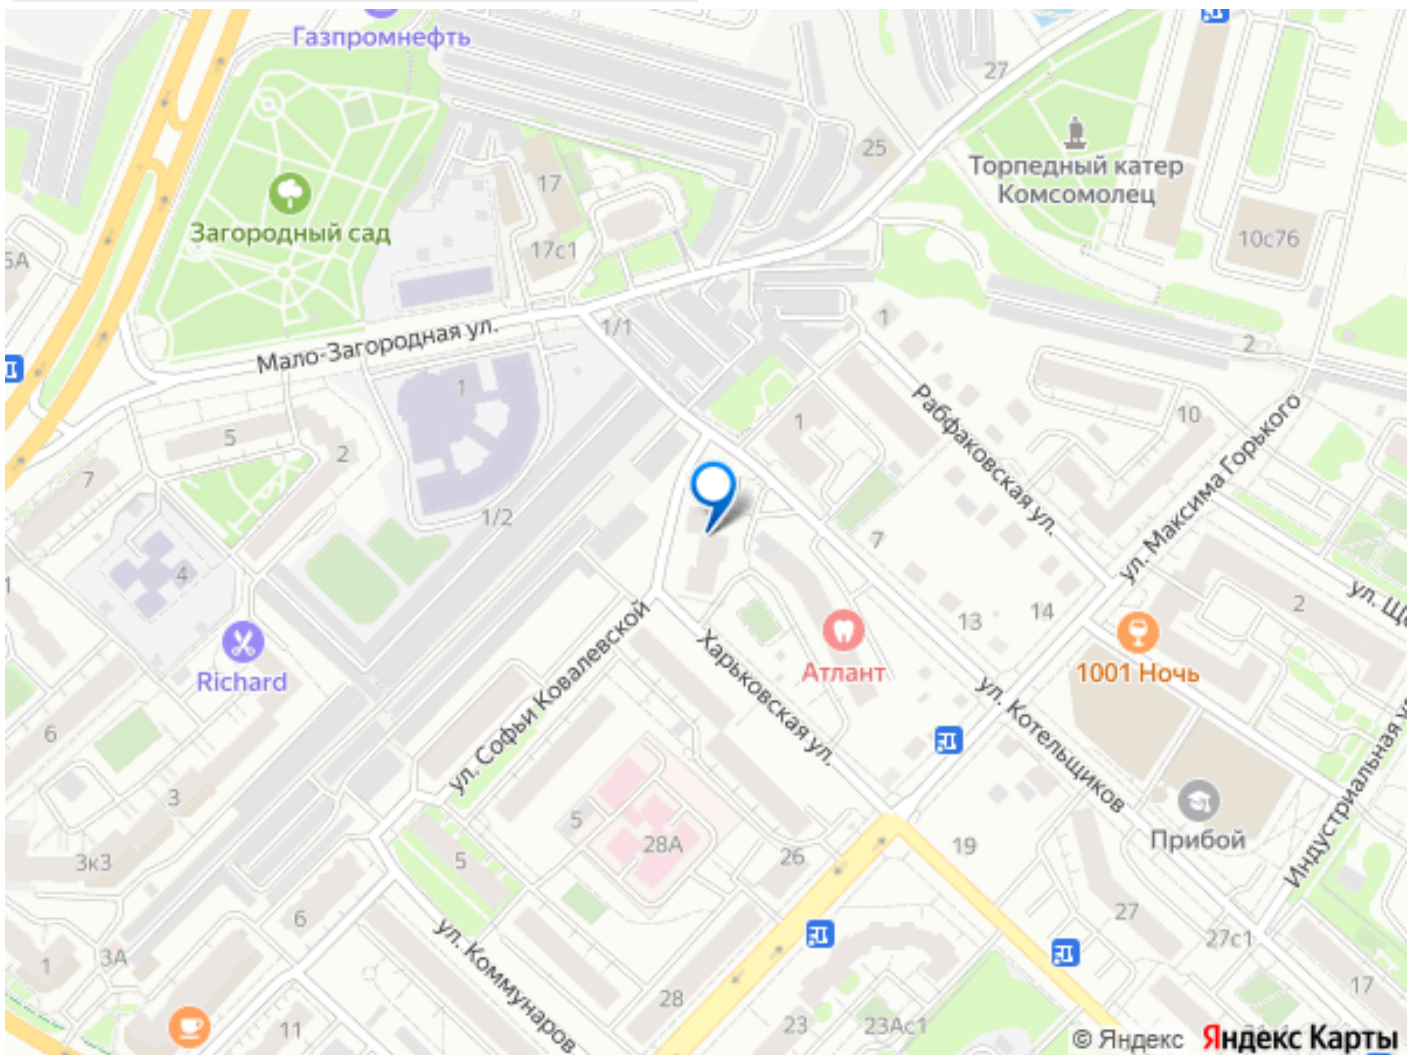 Газпромнефть
27
25
Торпедный катер
Комсомолец
17
Загородный сад
10с76
17с1
5А
1
1/1
Мало-Загородная ул.
2
1
Рабфаковская ул.
10
ул. Максима Горького
1
5
2
7
1/2
7
4
1
ул. Ще
2
14
13
Richard
Атлант
1001 Ночь
ул. Софьи Ковалевской
Харьковская ул.
ул. Котельщиков
6
3
Индустриальная у
Прибой
5
28А
19
26
3к3
5
6
27
27с1
ул. Коммунаров
3А
1
17
28
11
23
23Ас1
© Яндекс Яндекс Карты